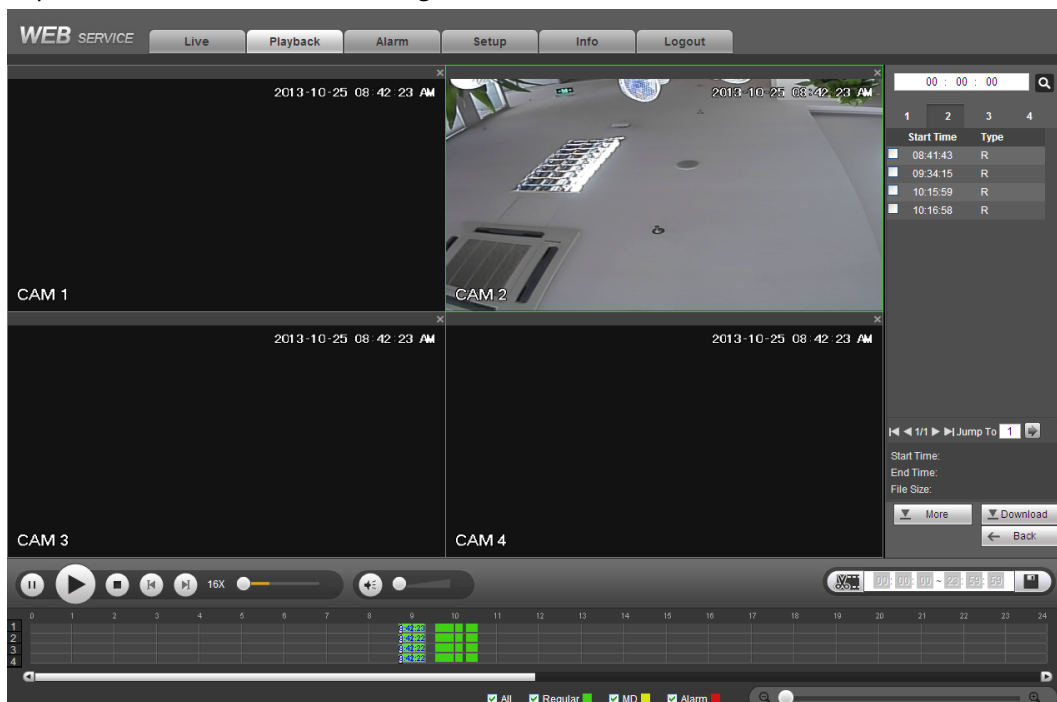 WEB SERVICE
Live
Playback
Alarm
Setup
Info
Logout
2013-10-25 08:42:23 AM
CAM 1
2013-10-25 08:42:23 AM
CAM 2
2013-10-25 08:42:23 AM
CAM 3
2013-10-25 08:42:23 AM
CAM 4
00 : 00 : 00
1 2 3 4
Start Time Type
08:41:43 R
09:34:15 R
10:15:59 R
10:16:58 R
1/1 Jump To 1
Start Time:
End Time:
File Size:
More
Download
Back
16X
00: 00: 00 ~ 23: 59: 59
0 1 2 3 4 5 6 7 8 9 10 11 12 13 14 15 16 17 18 19 20 21 22 23 24
1
2
3
4
All Regular MD Alarm